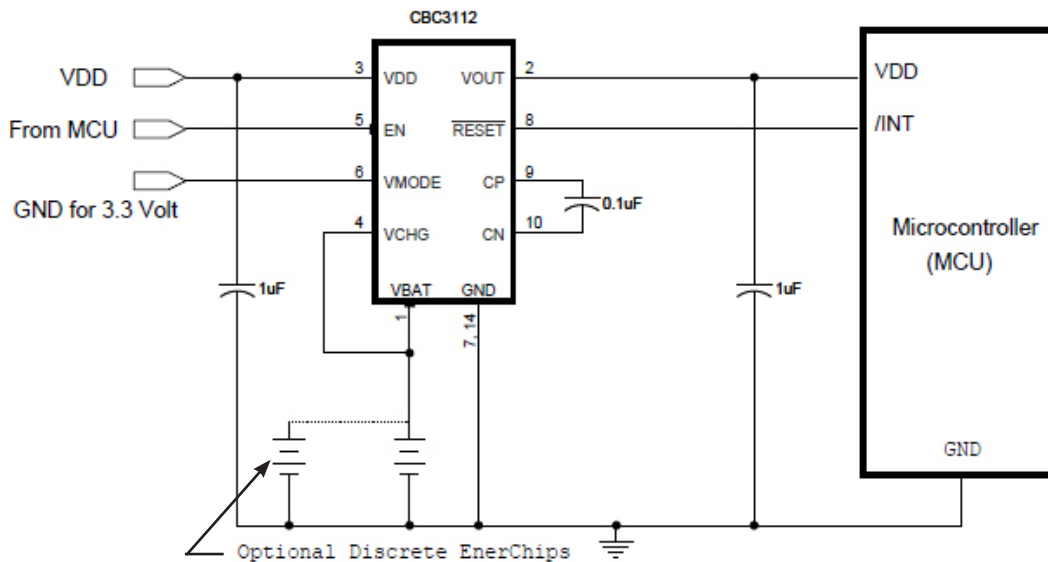 CBC3112
VDD
3
VDD
VOUT
2
VDD
From MCU
5
EN
RESET
8
/INT
6
VMODE
CP
9
GND for 3.3 Volt
0.1uF
4
VCHG
CN
10
Microcontroller
(MCU)
1uF
VBAT
GND
1uF
1
7, 14
GND
Optional Discrete EnerChips